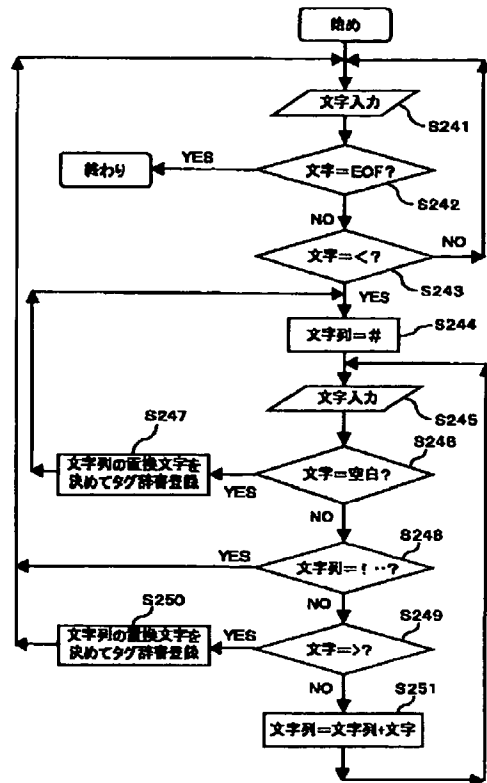 始め
文字入力
S241
文字=EOF?
YES
終わり
S242
NO
文字=<?
NO
S243
YES
文字列=#
S244
文字入力
S245
S247
S246
文字列の置換文字を
決めてタグ辞書登録
文字=空白?
YES
NO
S248
YES
文字列=!‥?
NO
S250
S249
文字列の置換文字を
決めてタグ辞書登録
YES
文字=>?
NO
S251
文字列=文字列+文字